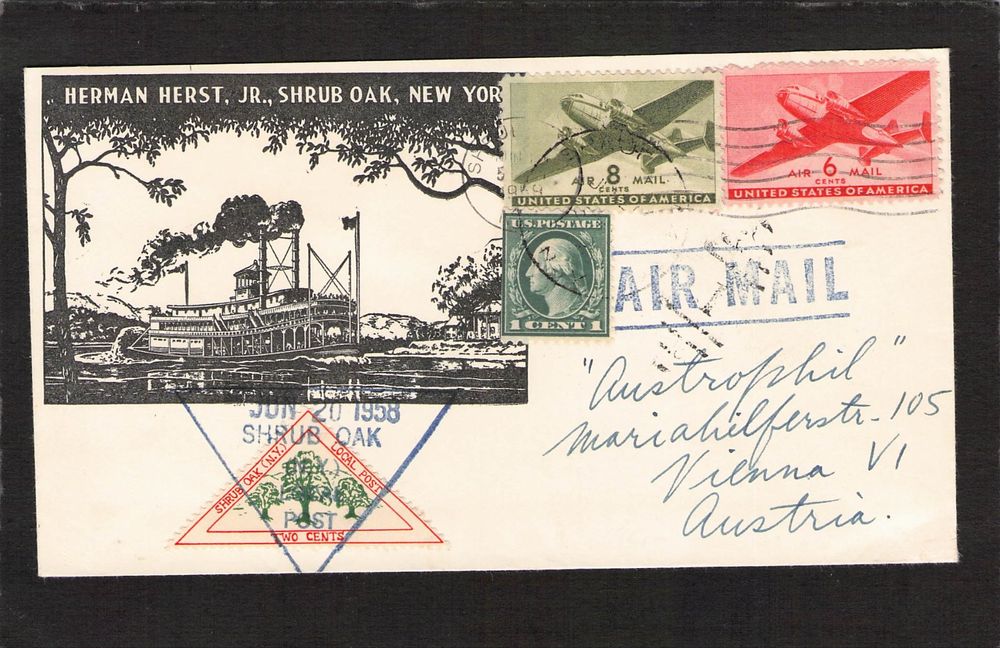 HERMAN HERST, JR., SHRUB OAK, NEW YOR
AIR 8 MAIL
CENTS
UNITED STATES OF AMERICA
AIR 6 MAIL
CENTS
UNITED STATES OF AMERICA
U.S. POSTAGE
1 CENT 1
AIR MAIL
"Austrophil"
Mariahilferstr. 105
Vienna VI
Austria.
JUN 20 1958
SHRUB OAK
(N.Y.)
LOCAL
POST
SHRUB OAK (N.Y.) LOCAL POST
TWO CENTS